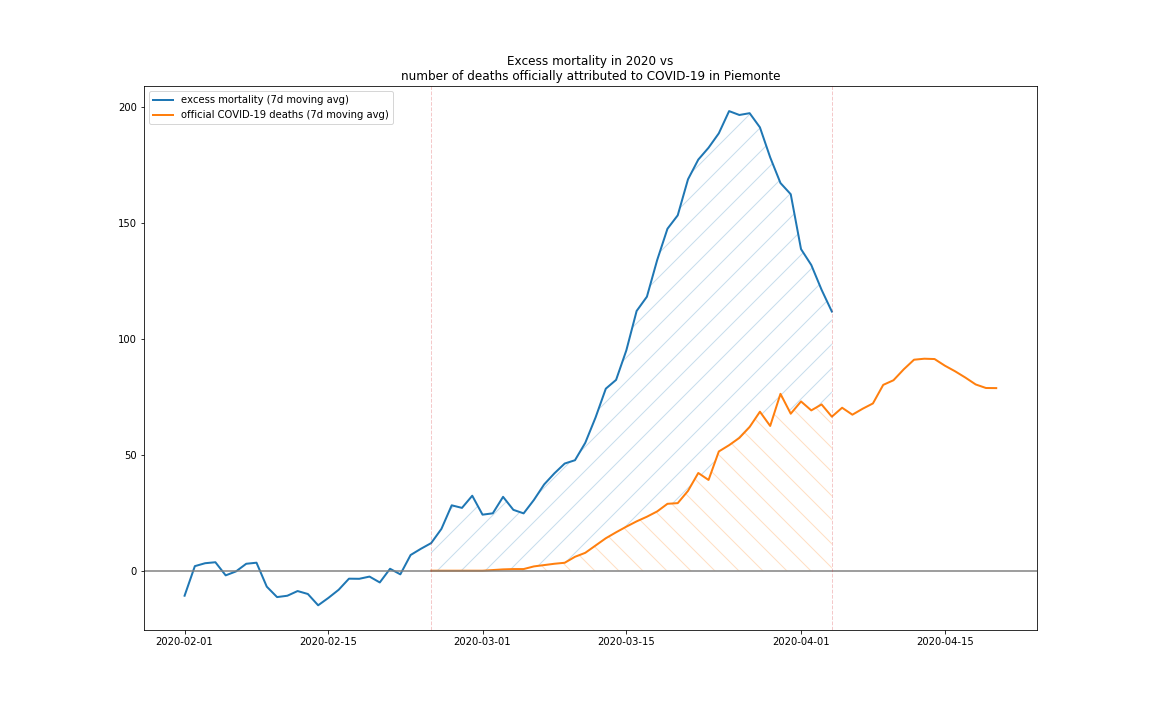 Excess mortality in 2020 vs
number of deaths officially attributed to COVID-19 in Piemonte
excess mortality (7d moving avg)
official COVID-19 deaths (7d moving avg)
200
150
100
50
0
2020-02-01
2020-02-15
2020-03-01
2020-03-15
2020-04-01
2020-04-15